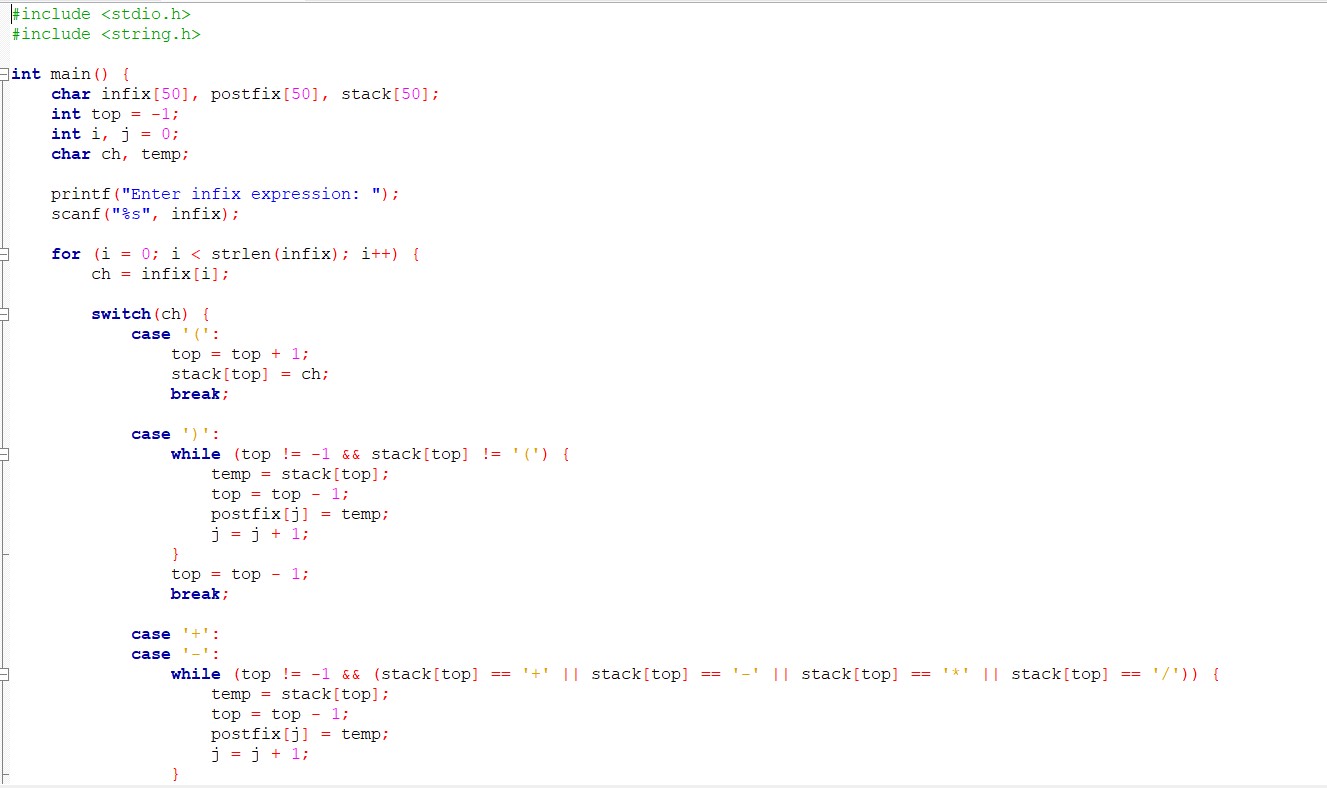 #include <stdio.h>
#include <string.h>
int main() {
    char infix[50], postfix[50], stack[50];
    int top = -1;
    int i, j = 0;
    char ch, temp;
    printf("Enter infix expression: ");
    scanf("%s", infix);
    for (i = 0; i < strlen(infix); i++) {
        ch = infix[i];
        switch(ch) {
            case '(':
                top = top + 1;
                stack[top] = ch;
                break;
            case ')':
                while (top != -1 && stack[top] != '(') {
                    temp = stack[top];
                    top = top - 1;
                    postfix[j] = temp;
                    j = j + 1;
                }
                top = top - 1;
                break;
            case '+':
            case '-':
                while (top != -1 && (stack[top] == '+' || stack[top] == '-' || stack[top] == '*' || stack[top] == '/')) {
                    temp = stack[top];
                    top = top - 1;
                    postfix[j] = temp;
                    j = j + 1;
                }